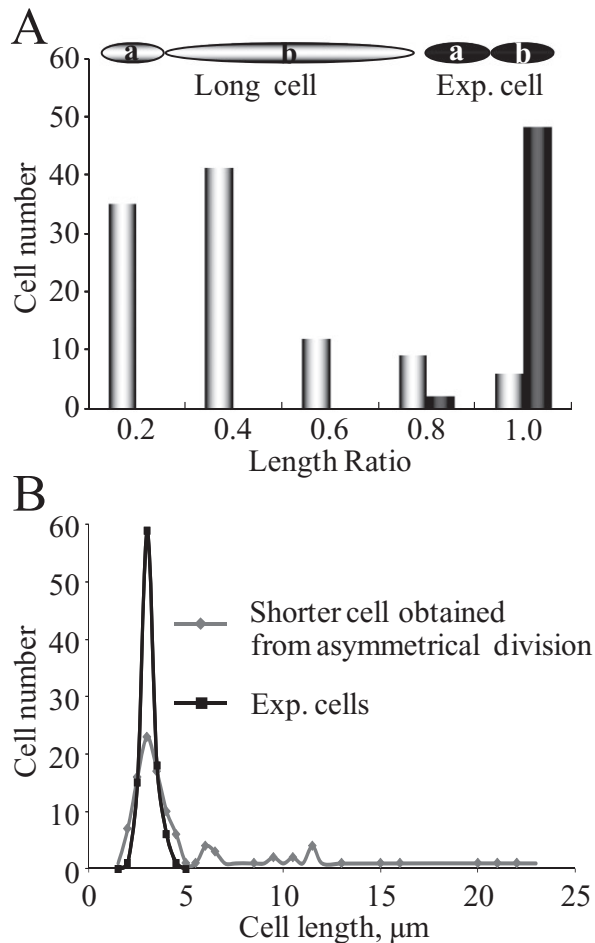 A
a b a b
Long cell Exp. cell
60
50
40
30
20
10
0
Cell number
0.2 0.4 0.6 0.8 1.0
Length Ratio
B
60
50
40
30
20
10
0
Cell number
Shorter cell obtained
from asymmetrical division
Exp. cells
0 5 10 15 20 25
Cell length, μm